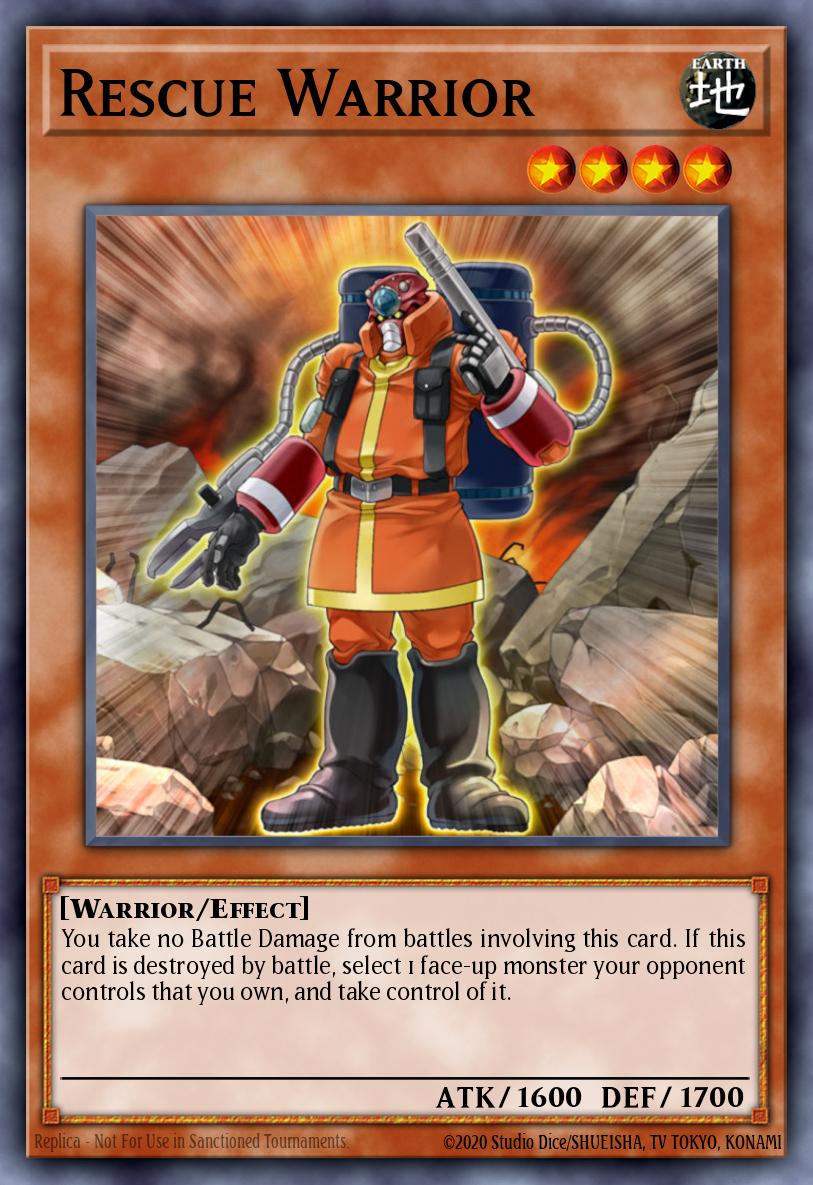 Rescue Warrior
EARTH
地
[Warrior/Effect]
You take no Battle Damage from battles involving this card. If this
card is destroyed by battle, select 1 face-up monster your opponent
controls that you own, and take control of it.
ATK/1600 DEF/1700
Replica - Not For Use in Sanctioned Tournaments.
©2020 Studio Dice/SHUEISHA, TV TOKYO, KONAMI